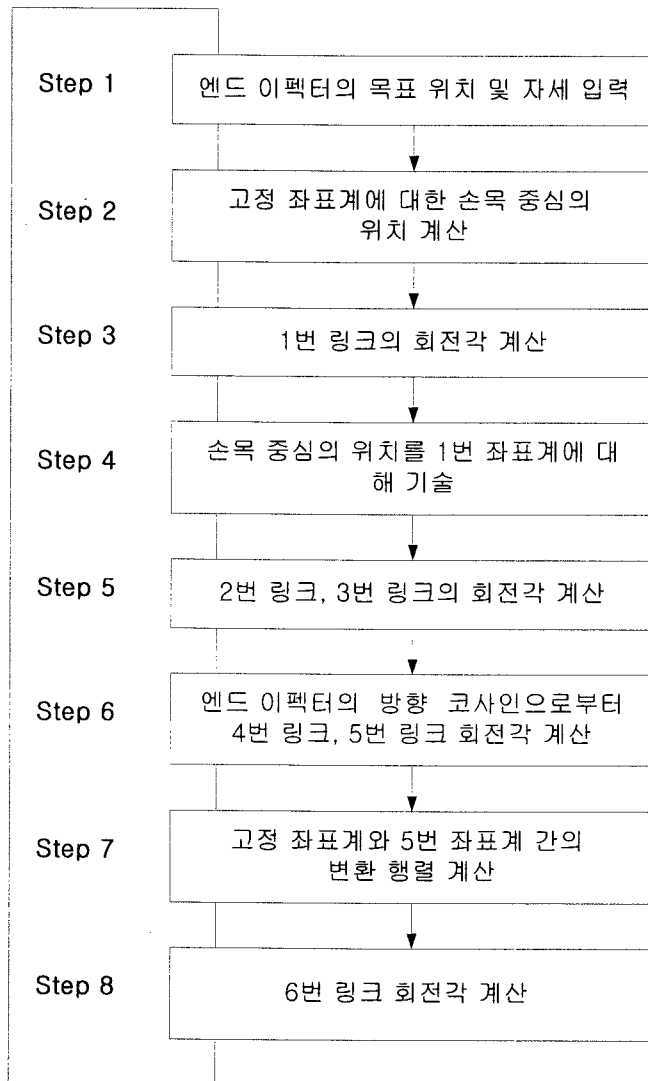 Step 1
엔드 이펙터의 목표 위치 및 자세 입력
Step 2
고정 좌표계에 대한 손목 중심의
위치 계산
Step 3
1번 링크의 회전각 계산
Step 4
손목 중심의 위치를 1번 좌표계에 대
해 기술
Step 5
2번 링크, 3번 링크의 회전각 계산
Step 6
엔드 이펙터의 방향 코사인으로부터
4번 링크, 5번 링크 회전각 계산
Step 7
고정 좌표계와 5번 좌표계 간의
변환 행렬 계산
Step 8
6번 링크 회전각 계산